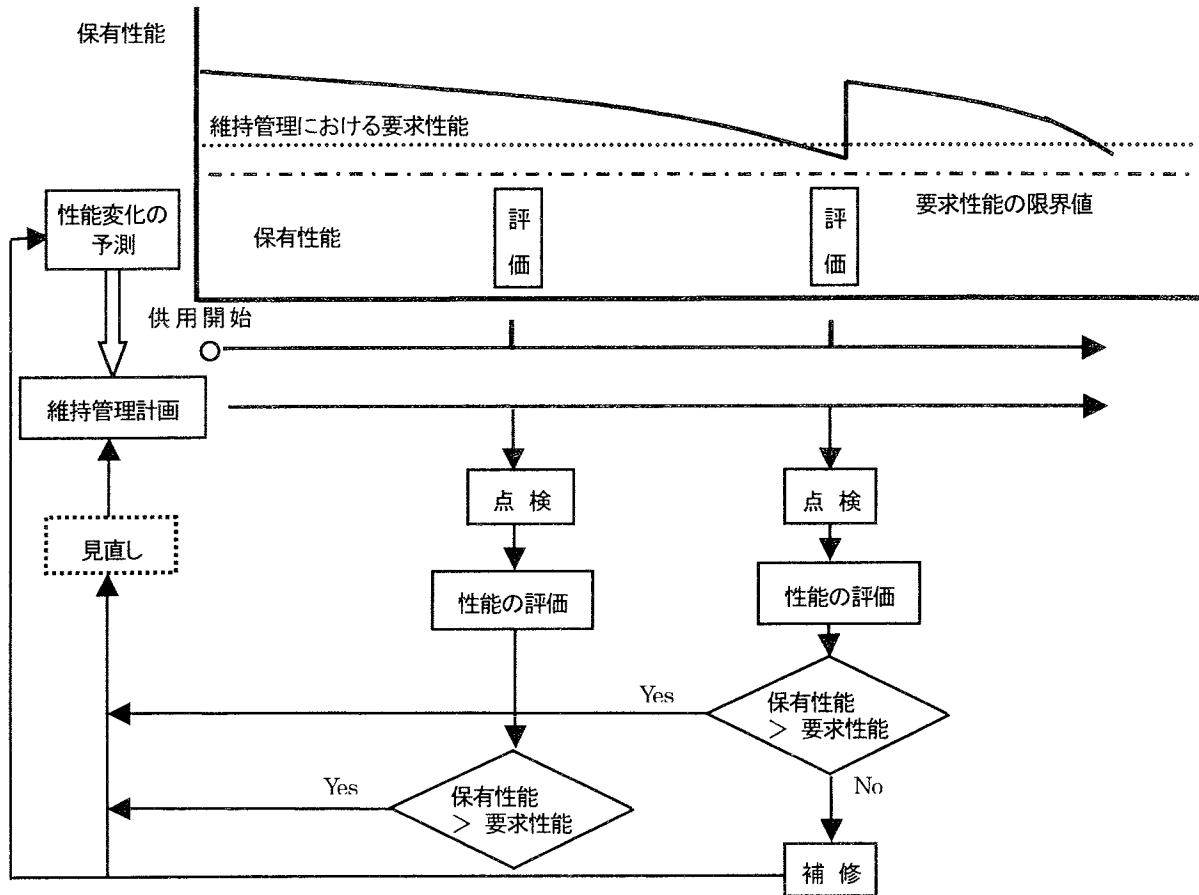 保有性能
維持管理における要求性能
要求性能の限界値
性能変化の
予測
保有性能
評
価
評
価
供用開始
維持管理計画
点 検
点 検
見直し
性能の評価
性能の評価
Yes
保有性能
> 要求性能
Yes
No
保有性能
> 要求性能
補 修